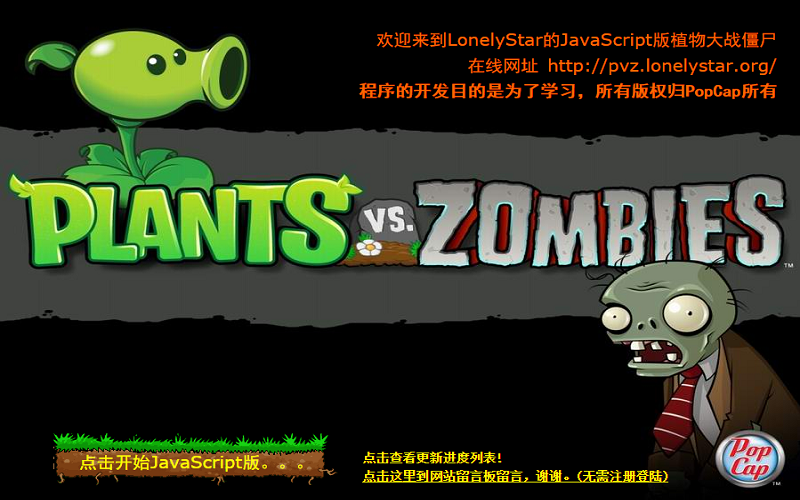 欢迎来到LonelyStar的JavaScript版植物大战僵尸
在线网址 http://pvz.lonelystar.org/
程序的开发目的是为了学习，所有版权归PopCap所有
PLANTS VS. ZOMBIES™
点击开始JavaScript版。。。
点击查看更新进度列表!
点击这里到网站留言板留言，谢谢。(无需注册登陆)
Pop
Cap™